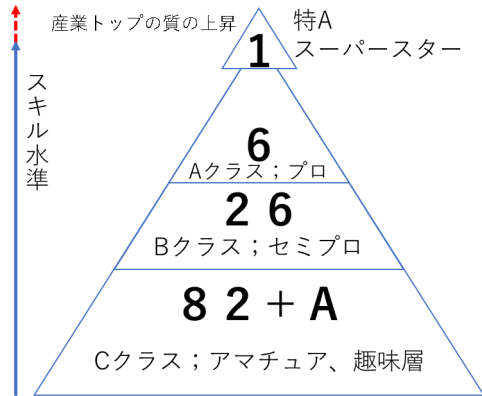 産業トップの質の上昇
特A
スーパースター
1
スキル水準
6
Aクラス；プロ
２６
Bクラス；セミプロ
８２＋A
Cクラス；アマチュア、趣味層